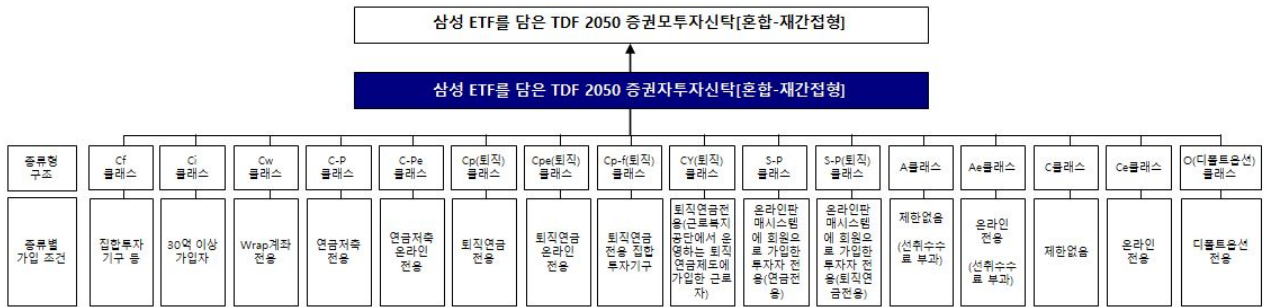 삼성 ETF를 담은 TDF 2050 증권모투자신탁[혼합-재간접형]
삼성 ETF를 담은 TDF 2050 증권자투자신탁[혼합-재간접형]
종류형
구조
Cf
클래스
Ci
클래스
Cw
클래스
C-P
클래스
C-Pe
클래스
Cp(퇴직)
클래스
Cpe(퇴직)
클래스
Cp-f(퇴직)
클래스
CY(퇴직)
클래스
S-P
클래스
S-P(퇴직)
클래스
A클래스
Ae클래스
C클래스
Ce클래스
O(디폴트옵션)
클래스
종류별
가입 조건
집합투자
기구 등
30억 이상
가입자
Wrap계좌
전용
연금저축
전용
연금저축
온라인
전용
퇴직연금
전용
퇴직연금
온라인
전용
퇴직연금
전용 집합
투자기구
퇴직연금전
용(근로복지
공단에서 운
영하는 퇴직
연금제도에
가입한 근로
자)
온라인판
매시스템
에 회원으
로 가입한
투자자 전
용(연금전
용)
온라인판
매시스템
에 회원으
로 가입한
투자자 전
용(퇴직연
금전용)
제한없음
(선취수수
료 부과)
온라인
전용
(선취수수
료 부과)
제한없음
온라인
전용
디폴트옵션
전용